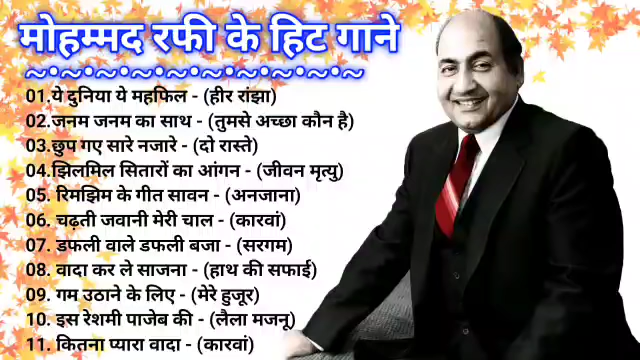 मोहम्मद रफी के हिट गाने
~•~•~•~•~•~•~•~•~•~
01.ये दुनिया ये महफिल - (हीर रांझा)
02.जनम जनम का साथ - (तुमसे अच्छा कौन है)
03.छुप गए सारे नजारे - (दो रास्ते)
04.झिलमिल सितारों का आंगन - (जीवन मृत्यु)
05. रिमझिम के गीत सावन - (अनजाना)
06. चढ़ती जवानी मेरी चाल - (कारवां)
07. डफली वाले डफली बजा - (सरगम)
08. वादा कर ले साजना - (हाथ की सफाई)
09. गम उठाने के लिए - (मेरे हुजूर)
10. इस रेशमी पाजेब की - (लैला मजनू)
11. कितना प्यारा वादा - (कारवां)